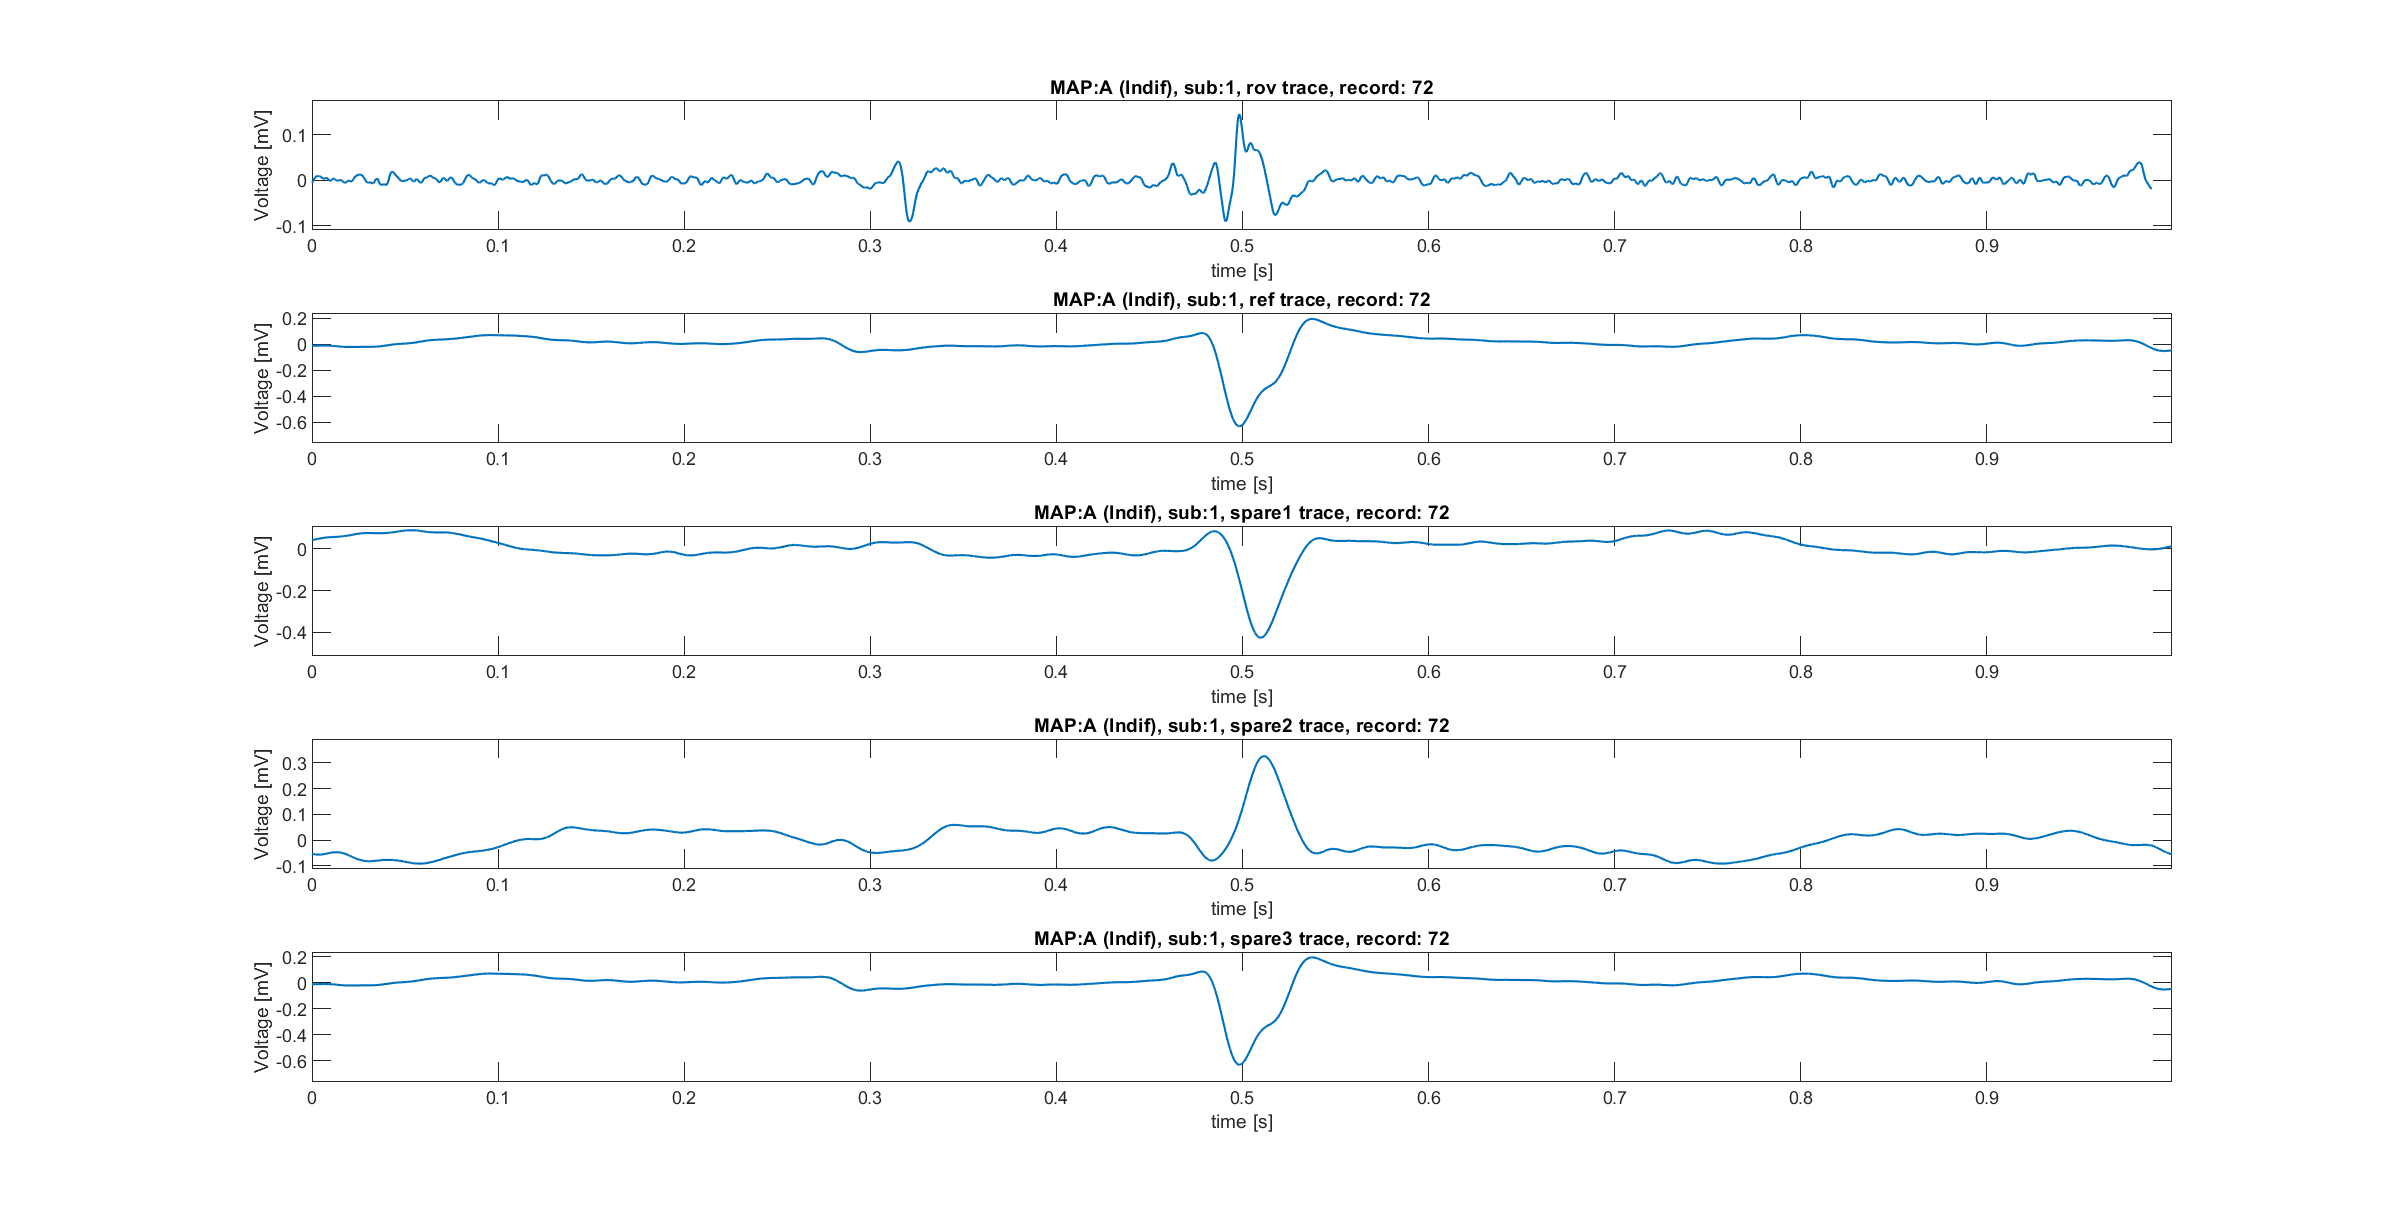 MAP:A (Indif), sub:1, rov trace, record: 72
Voltage [mV]
0.1
0
-0.1
0 0.1 0.2 0.3 0.4 0.5 0.6 0.7 0.8 0.9
time [s]
MAP:A (Indif), sub:1, ref trace, record: 72
Voltage [mV]
0.2
0
-0.2
-0.4
-0.6
0 0.1 0.2 0.3 0.4 0.5 0.6 0.7 0.8 0.9
time [s]
MAP:A (Indif), sub:1, spare1 trace, record: 72
Voltage [mV]
0
-0.2
-0.4
0 0.1 0.2 0.3 0.4 0.5 0.6 0.7 0.8 0.9
time [s]
MAP:A (Indif), sub:1, spare2 trace, record: 72
Voltage [mV]
0.3
0.2
0.1
0
-0.1
0 0.1 0.2 0.3 0.4 0.5 0.6 0.7 0.8 0.9
time [s]
MAP:A (Indif), sub:1, spare3 trace, record: 72
Voltage [mV]
0.2
0
-0.2
-0.4
-0.6
0 0.1 0.2 0.3 0.4 0.5 0.6 0.7 0.8 0.9
time [s]